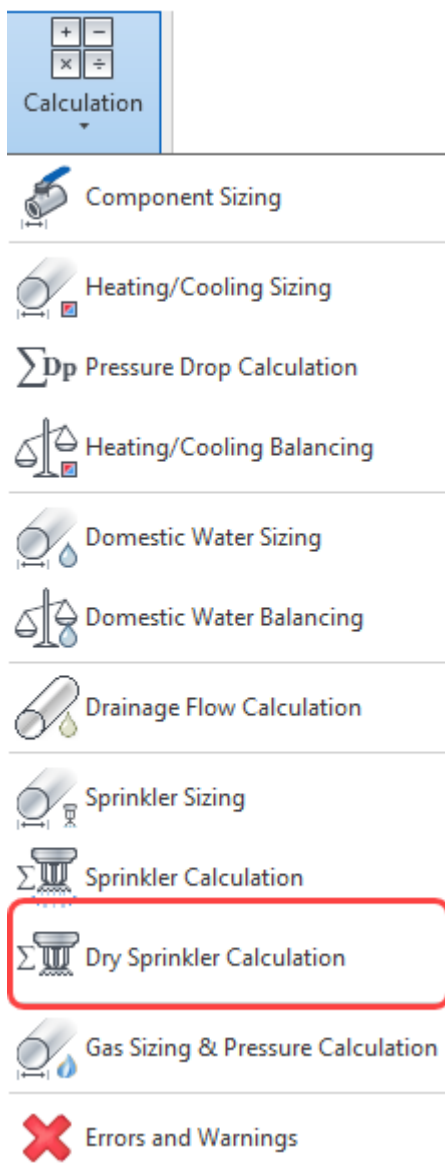 Calculation
Component Sizing
Heating/Cooling Sizing
∑Dp Pressure Drop Calculation
Heating/Cooling Balancing
Domestic Water Sizing
Domestic Water Balancing
Drainage Flow Calculation
Sprinkler Sizing
Σ Sprinkler Calculation
Σ Dry Sprinkler Calculation
Gas Sizing & Pressure Calculation
Errors and Warnings